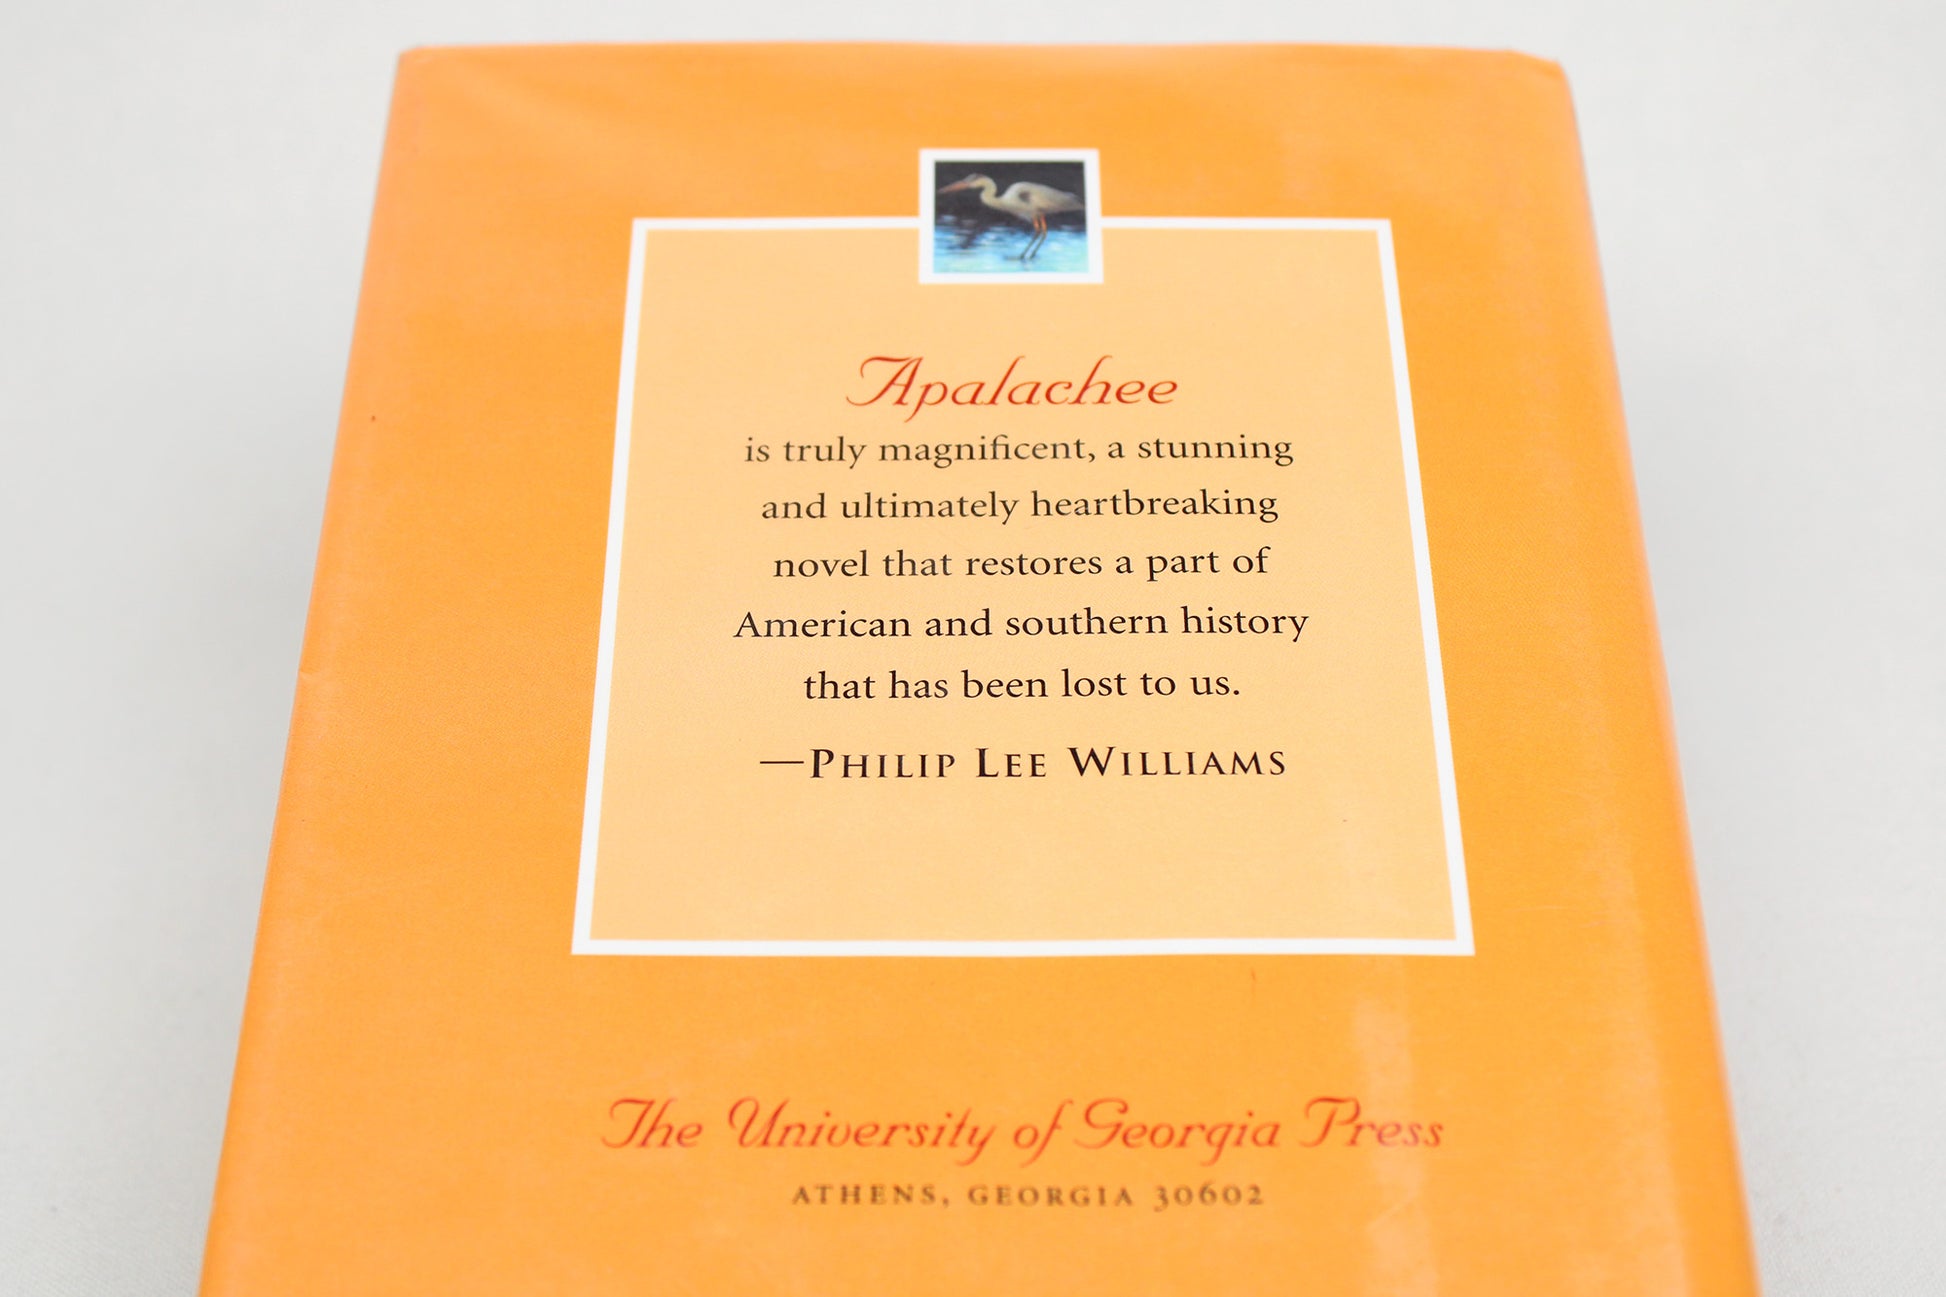 Apalachee
is truly magnificent, a stunning
and ultimately heartbreaking
novel that restores a part of
American and southern history
that has been lost to us.
—PHILIP LEE WILLIAMS
The University of Georgia Press
ATHENS, GEORGIA 30602